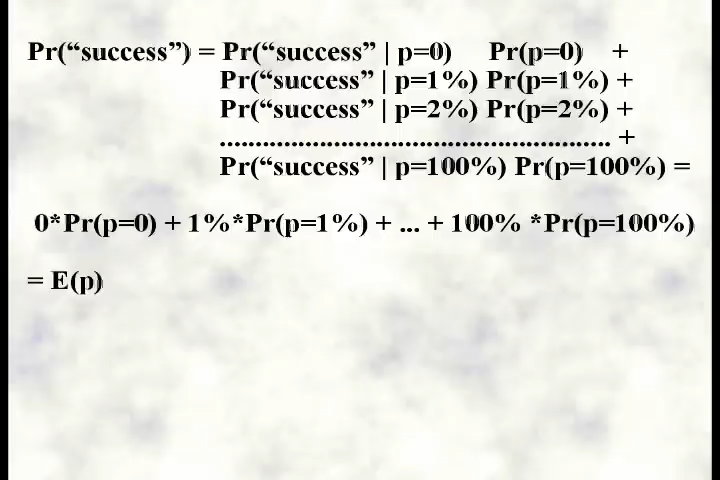 Pr(“success”) = Pr(“success” | p=0) Pr(p=0) +
Pr(“success” | p=1%) Pr(p=1%) +
Pr(“success” | p=2%) Pr(p=2%) +
...................................................... +
Pr(“success” | p=100%) Pr(p=100%) =
0*Pr(p=0) + 1%*Pr(p=1%) + ... + 100% *Pr(p=100%)
= E(p)